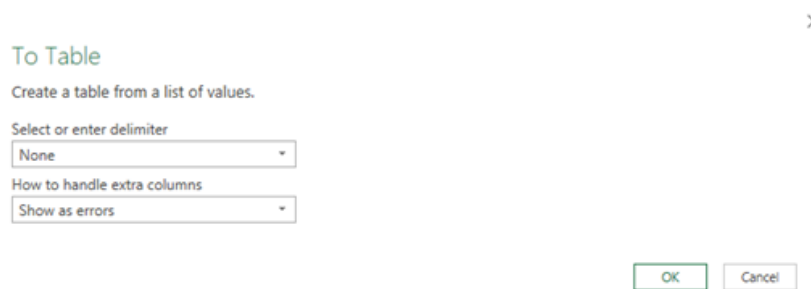 To Table
Create a table from a list of values.
Select or enter delimiter
None
How to handle extra columns
Show as errors
OK Cancel